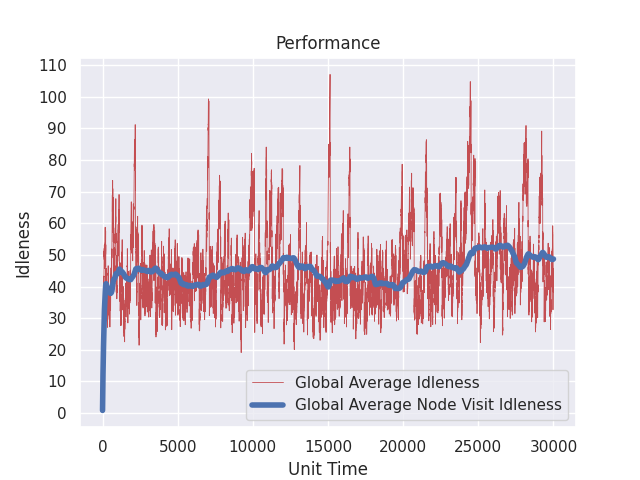 Performance
110
100
90
80
70
60
50
40
30
20
10
0
Idleness
Global Average Idleness
Global Average Node Visit Idleness
0 5000 10000 15000 20000 25000 30000
Unit Time